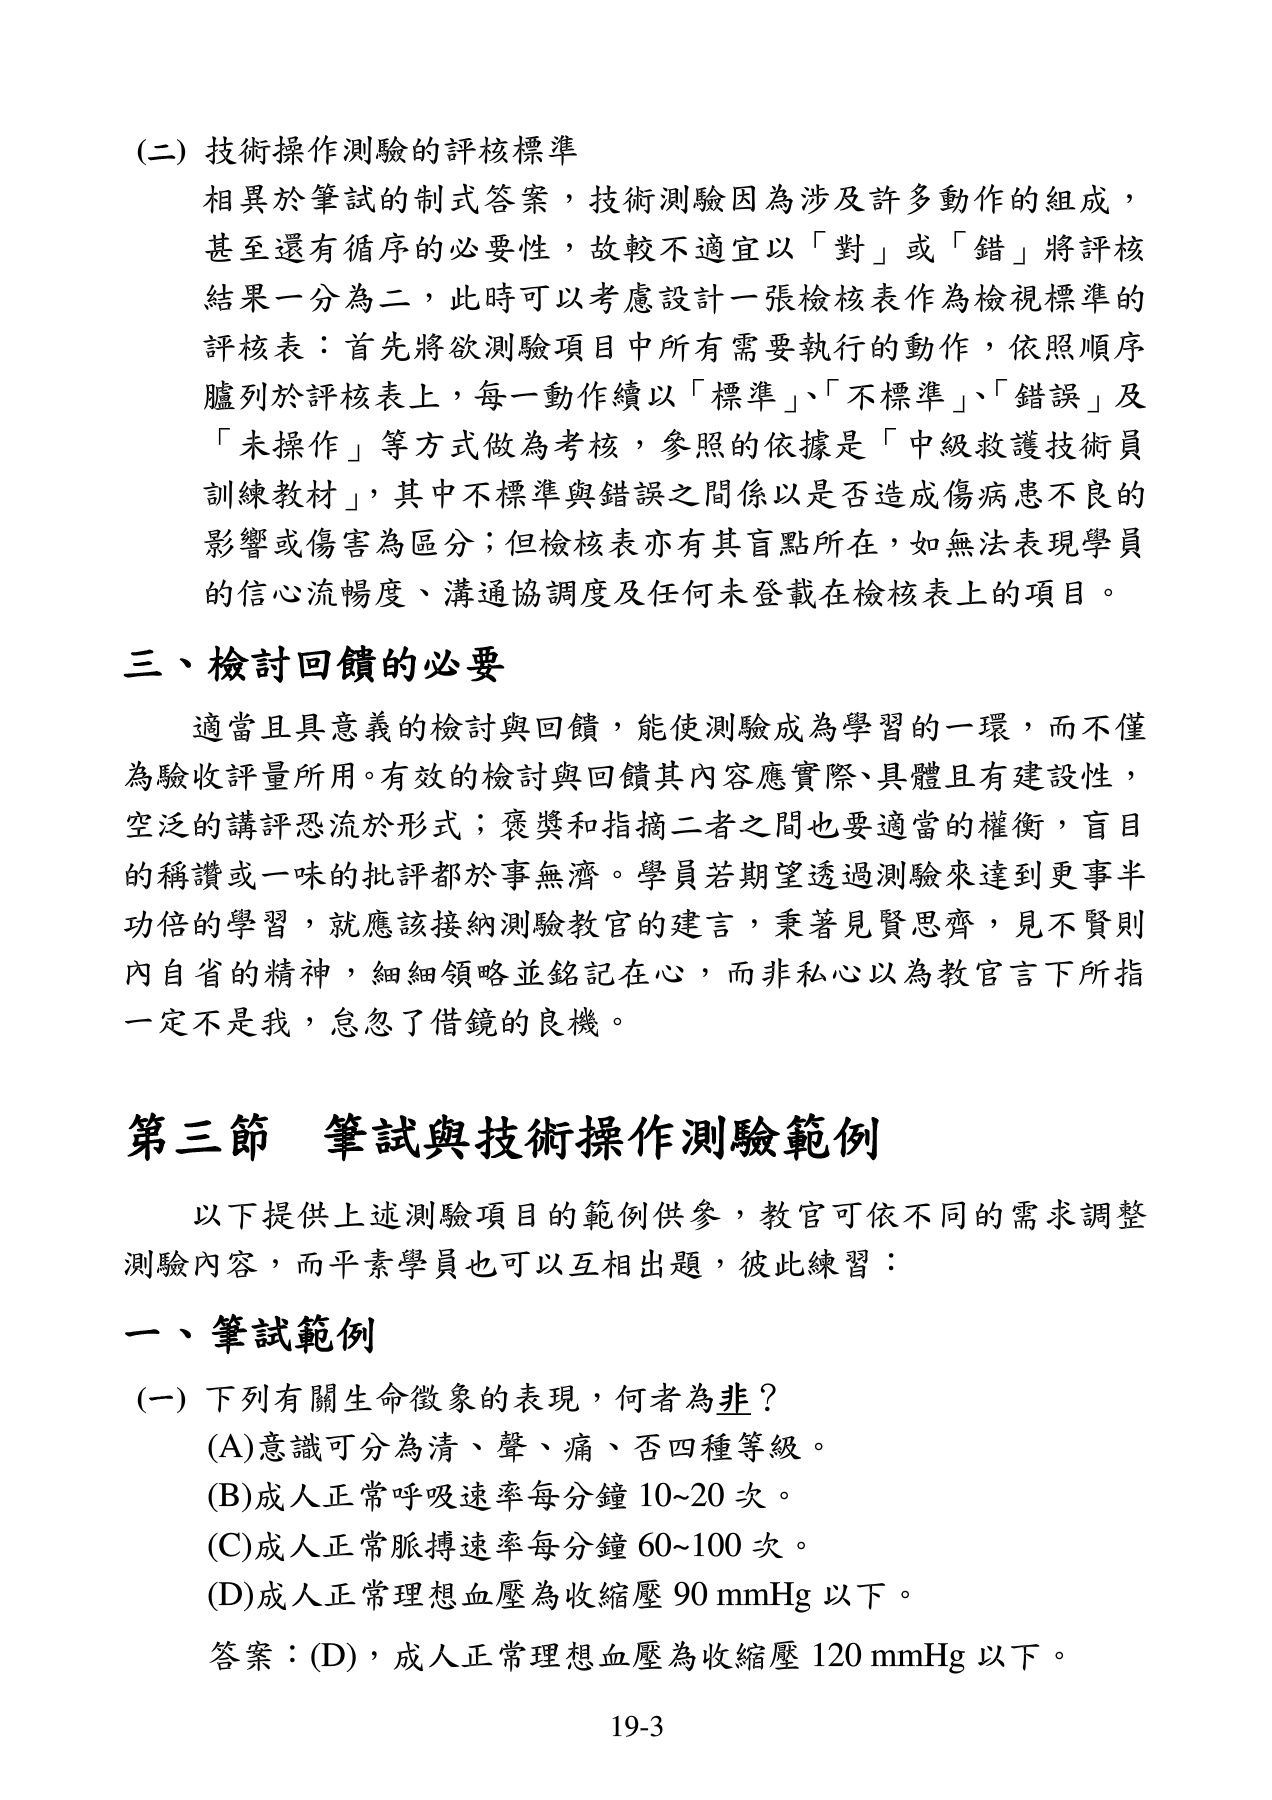 (二) 技術操作測驗的評核標準
相異於筆試的制式答案，技術測驗因為涉及許多動作的組成，
甚至還有循序的必要性，故較不適宜以「對」或「錯」將評核
結果一分為二，此時可以考慮設計一張檢核表作為檢視標準的
評核表：首先將欲測驗項目中所有需要執行的動作，依照順序
臚列於評核表上，每一動作續以「標準」、「不標準」、「錯誤」及
「未操作」等方式做為考核，參照的依據是「中級救護技術員
訓練教材」，其中不標準與錯誤之間係以是否造成傷病患不良的
影響或傷害為區分；但檢核表亦有其盲點所在，如無法表現學員
的信心流暢度、溝通協調度及任何未登載在檢核表上的項目。
三、檢討回饋的必要
適當且具意義的檢討與回饋，能使測驗成為學習的一環，而不僅
為驗收評量所用。有效的檢討與回饋其內容應實際、具體且有建設性，
空泛的講評恐流於形式；褒獎和指摘二者之間也要適當的權衡，盲目
的稱讚或一味的批評都於事無濟。學員若期望透過測驗來達到更事半
功倍的學習，就應該接納測驗教官的建言，秉著見賢思齊，見不賢則
內自省的精神，細細領略並銘記在心，而非私心以為教官言下所指
一定不是我，怠忽了借鏡的良機。
第三節　筆試與技術操作測驗範例
以下提供上述測驗項目的範例供參，教官可依不同的需求調整
測驗內容，而平素學員也可以互相出題，彼此練習：
一、筆試範例
(一) 下列有關生命徵象的表現，何者為非？
(A)意識可分為清、聲、痛、否四種等級。
(B)成人正常呼吸速率每分鐘 10~20 次。
(C)成人正常脈搏速率每分鐘 60~100 次。
(D)成人正常理想血壓為收縮壓 90 mmHg 以下。
答案：(D)，成人正常理想血壓為收縮壓 120 mmHg 以下。
19-3